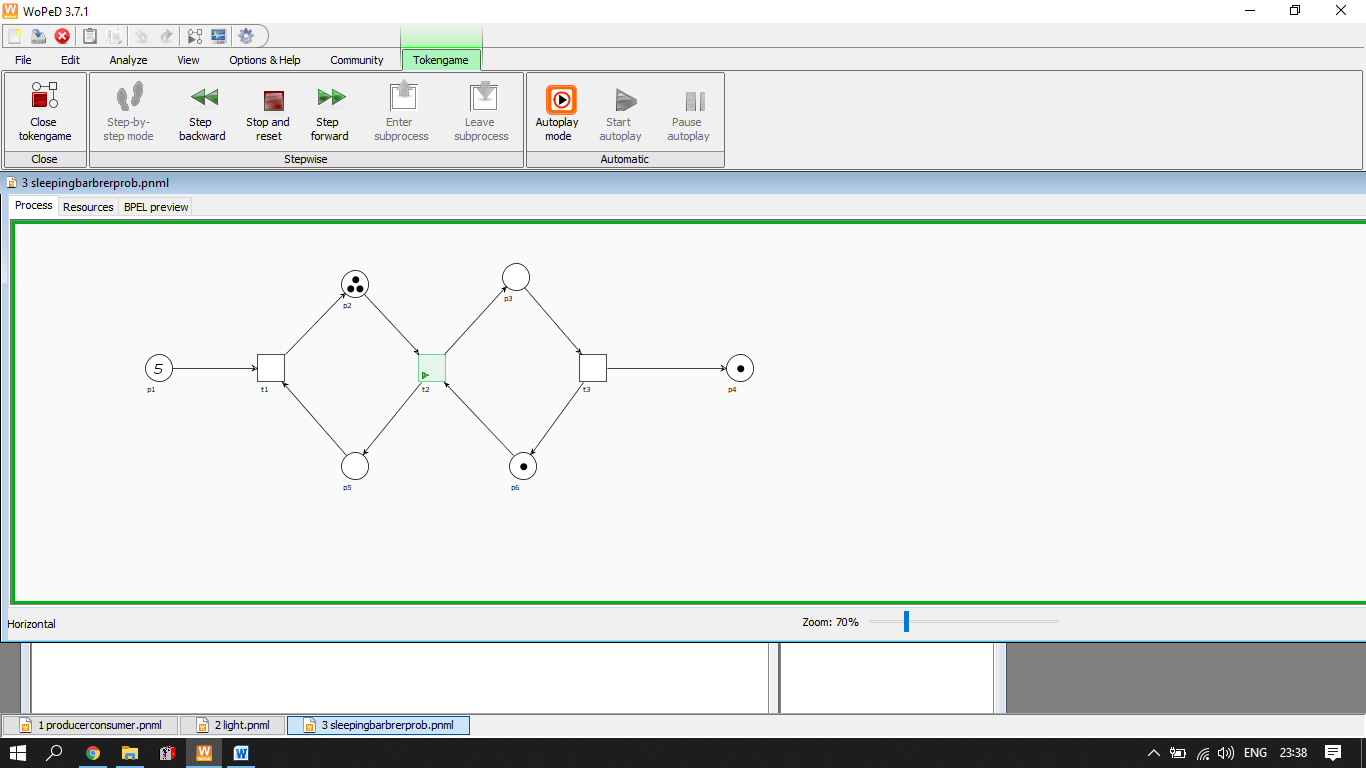 WoPeD 3.7.1
File Edit Analyze View Options & Help Community Tokengame
Close tokengame
Step-by-step mode
Step backward
Stop and reset
Step forward
Enter subprocess
Leave subprocess
Autoplay mode
Start autoplay
Pause autoplay
Close Stepwise Automatic
3 sleepingbarbrerprob.pnml
Process Resources BPEL preview
p2
p3
5
p1
t1
t2
t3
p4
p5
p6
Horizontal
Zoom: 70%
1 producerconsumer.pnml 2 light.pnml 3 sleepingbarbrerprob.pnml
ENG 23:38